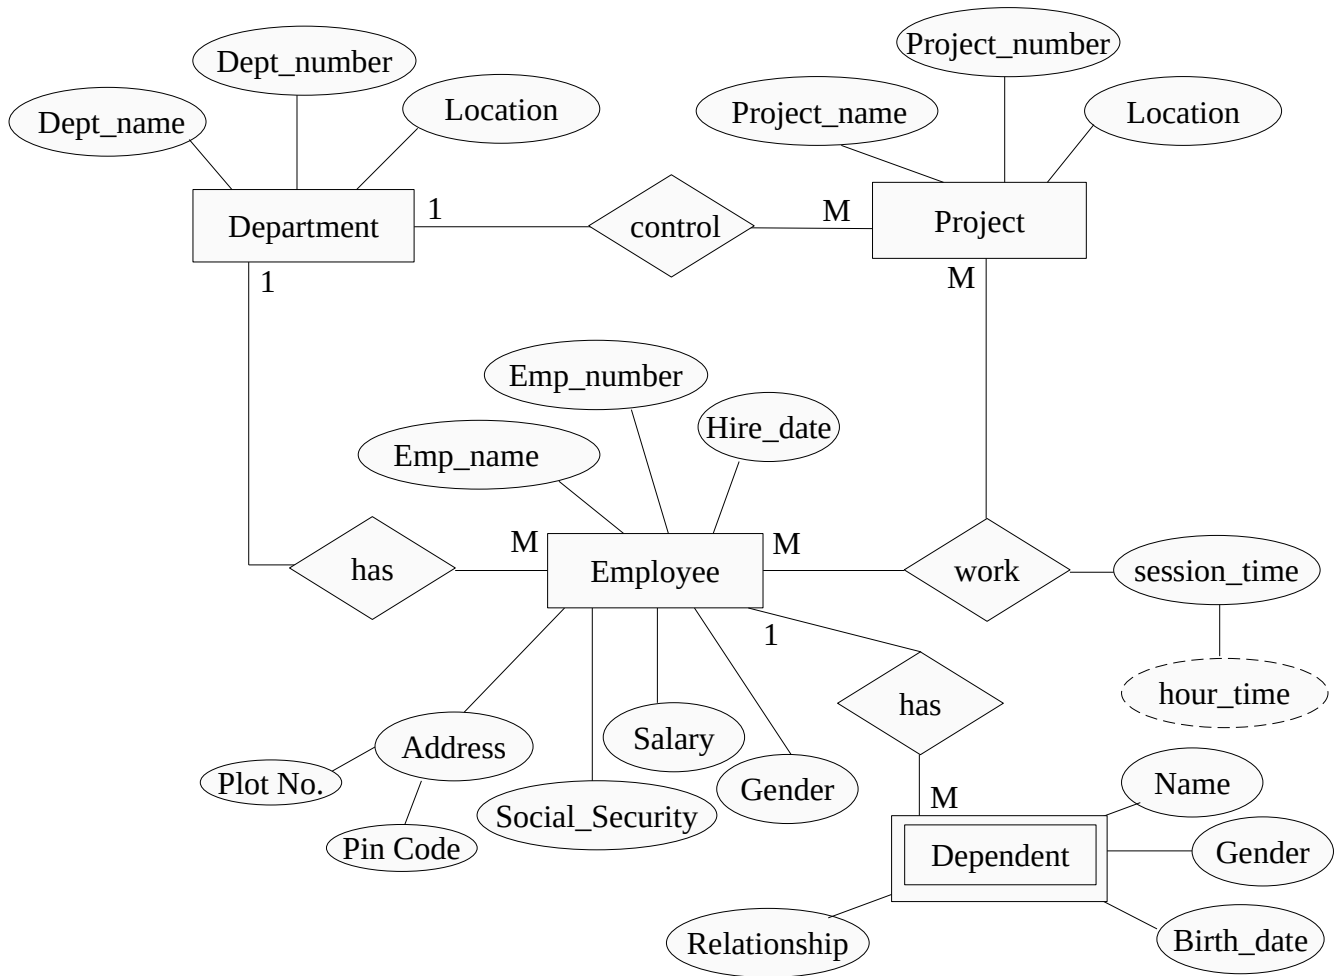 Project_number
Dept_number
Project_name
Location
Location
Dept_name
Department
1
control
M
Project
1
M
Emp_number
Hire_date
Emp_name
M
M
has
Employee
work
session_time
1
hour_time
has
Address
Salary
Plot No.
Gender
Name
M
Social_Security
Pin Code
Dependent
Gender
Relationship
Birth_date